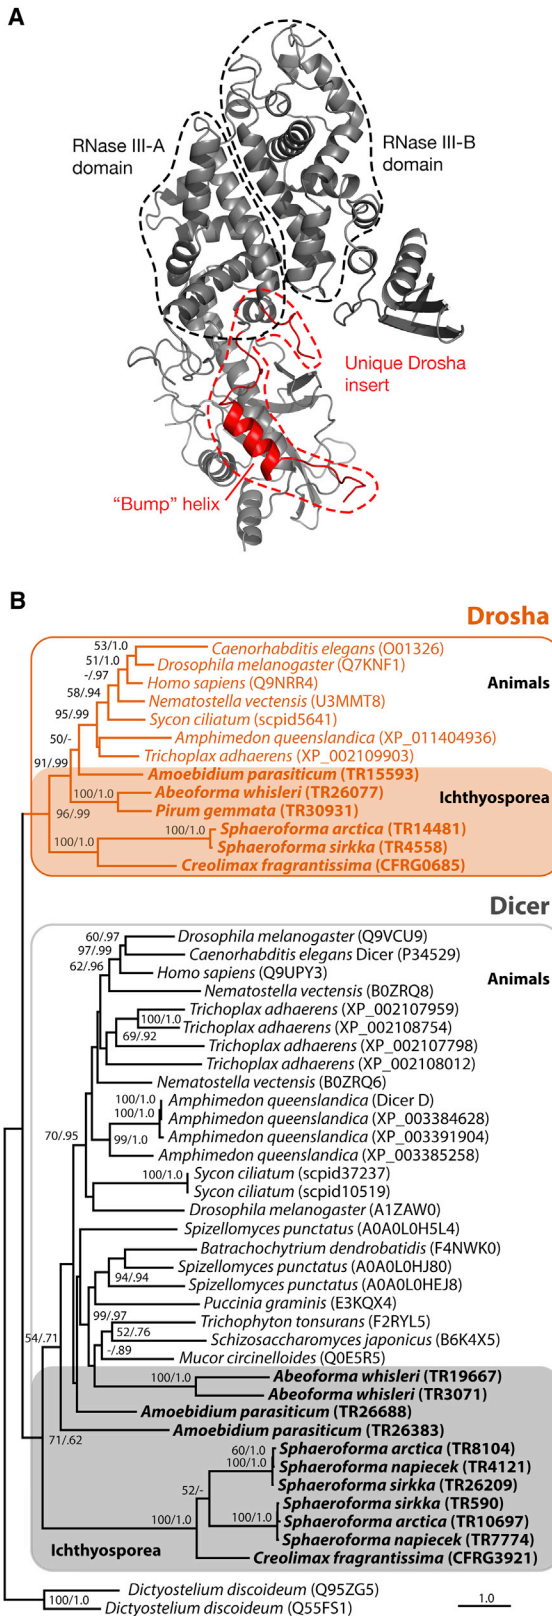 A
RNase III-A
domain
RNase III-B
domain
Unique Drosha
insert
“Bump” helix
B
Drosha
53/1.0
Caenorhabditis elegans (O01326)
51/1.0
Drosophila melanogaster (Q7KNF1)
-/.97
Homo sapiens (Q9NRR4)
Animals
58/.94
Nematostella vectensis (U3MMT8)
95/.99
Sycon ciliatum (scpid5641)
50/-
Amphimedon queenslandica (XP_011404936)
Trichoplax adhaerens (XP_002109903)
91/.99
Amoebidium parasiticum (TR15593)
100/1.0
Abeoforma whisleri (TR26077)
Ichthyosporea
Pirum gemmata (TR30931)
96/.99
100/1.0
Sphaeroforma arctica (TR14481)
100/1.0
Sphaeroforma sirkka (TR4558)
Creolimax fragrantissima (CFRG0685)
Dicer
60/.97
Drosophila melanogaster (Q9VCU9)
97/.99
Caenorhabditis elegans Dicer (P34529)
62/.96
Homo sapiens (Q9UPY3)
Animals
Nematostella vectensis (B0ZRQ8)
Trichoplax adhaerens (XP_002107959)
100/1.0
Trichoplax adhaerens (XP_002108754)
69/.92
Trichoplax adhaerens (XP_002107798)
Trichoplax adhaerens (XP_002108012)
Nematostella vectensis (B0ZRQ6)
100/1.0
Amphimedon queenslandica (Dicer D)
100/1.0
Amphimedon queenslandica (XP_003384628)
Amphimedon queenslandica (XP_003391904)
99/1.0
Amphimedon queenslandica (XP_003385258)
70/.95
100/1.0
Sycon ciliatum (scpid37237)
Sycon ciliatum (scpid10519)
Drosophila melanogaster (A1ZAW0)
Spizellomyces punctatus (A0A0L0H5L4)
Batrachochytrium dendrobatidis (F4NWK0)
Spizellomyces punctatus (A0A0L0HJ80)
94/.94
Spizellomyces punctatus (A0A0L0HEJ8)
Puccinia graminis (E3KQX4)
99/.97
Trichophyton tonsurans (F2RYL5)
52/.76
Schizosaccharomyces japonicus (B6K4X5)
54/.71
-/.89
Mucor circinelloides (Q0E5R5)
100/1.0
Abeoforma whisleri (TR19667)
Abeoforma whisleri (TR3071)
Amoebidium parasiticum (TR26688)
Amoebidium parasiticum (TR26383)
71/.62
60/1.0
Sphaeroforma arctica (TR8104)
100/1.0
Sphaeroforma napiecek (TR4121)
Sphaeroforma sirkka (TR26209)
52/-
Sphaeroforma sirkka (TR590)
100/1.0
100/1.0
Sphaeroforma arctica (TR10697)
Sphaeroforma napiecek (TR7774)
Ichthyosporea
Creolimax fragrantissima (CFRG3921)
Dictyostelium discoideum (Q95ZG5)
100/1.0
Dictyostelium discoideum (Q55FS1)
1.0